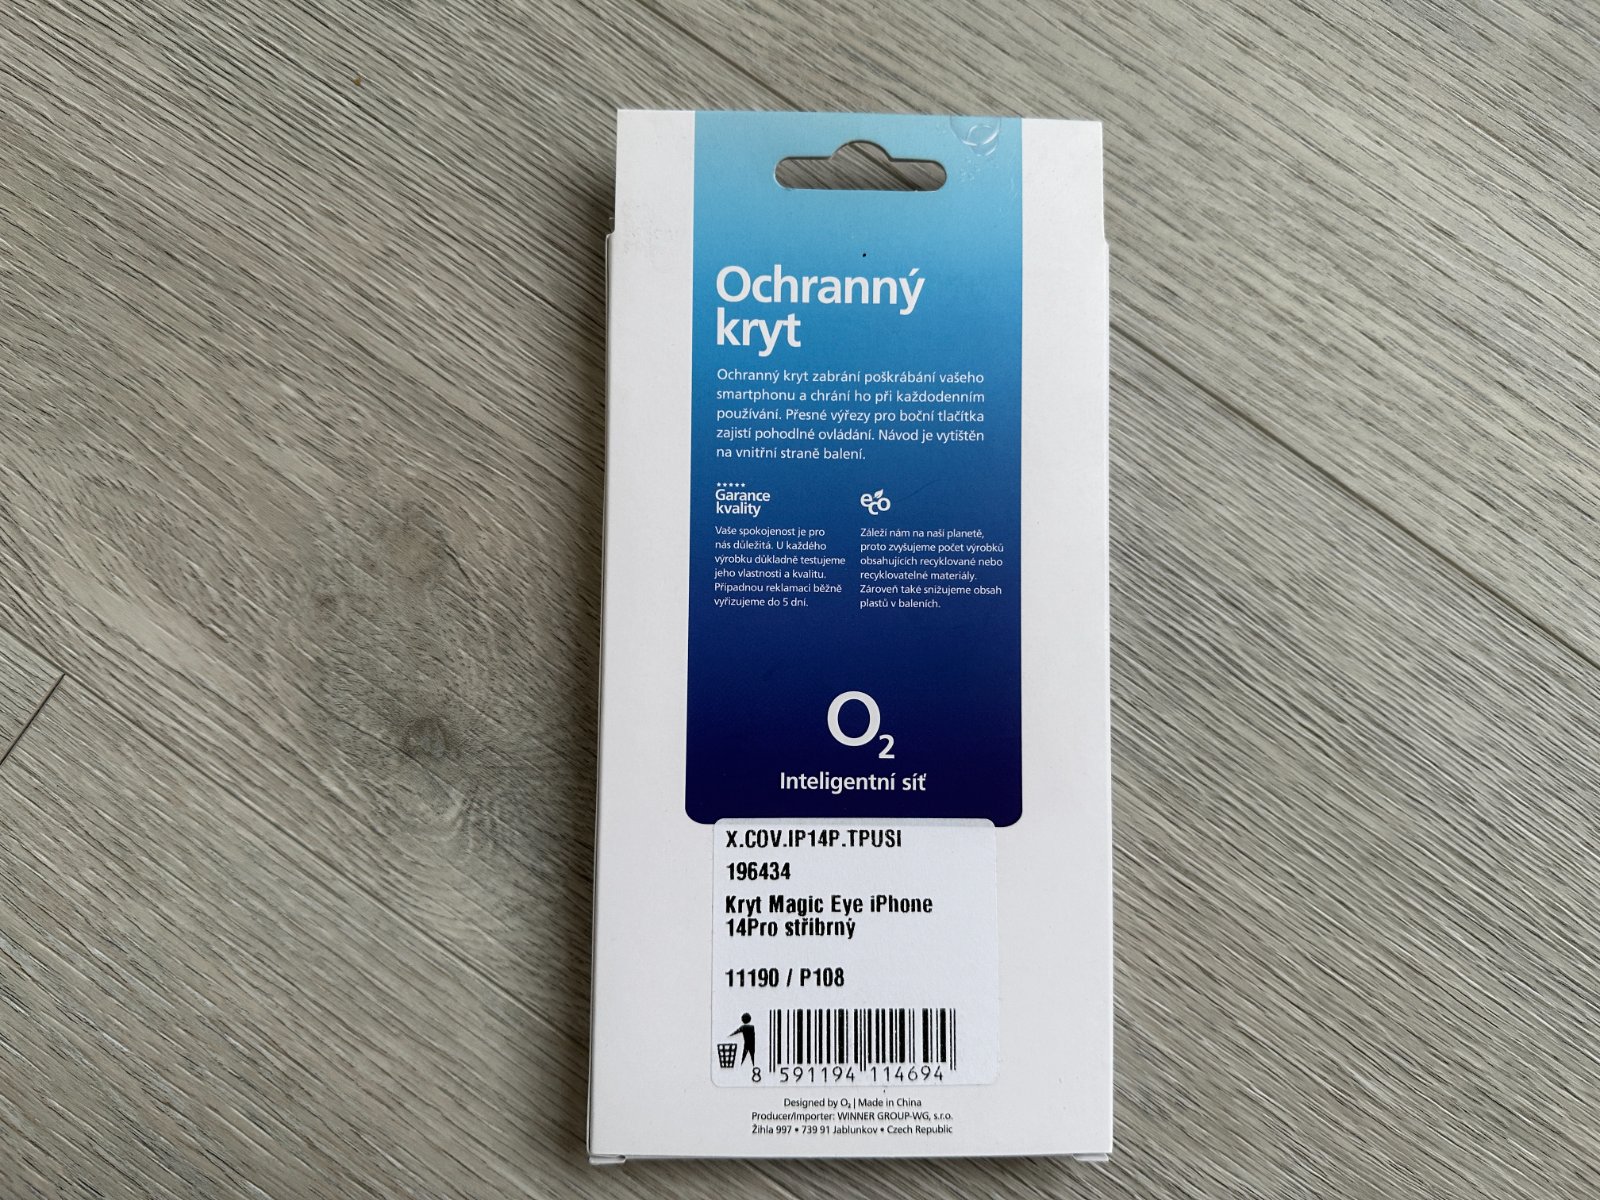 Ochranný
kryt
Ochranný kryt zabrání poškrábání vašeho
smartphonu a chrání ho při každodenním
používání. Přesné výřezy pro boční tlačítka
zajistí pohodlné ovládání. Návod je vytištěn
na vnitřní straně balení.
Garance
kvality
Vaše spokojenost je pro
nás důležitá. U každého
výrobku důkladně testujeme
jeho vlastnosti a kvalitu.
Případnou reklamaci běžně
vyřizujeme do 5 dní.
eco
Záleží nám na naší planetě,
proto zvyšujeme počet výrobků
obsahujících recyklované nebo
recyklovatelné materiály.
Zároveň také snižujeme obsah
plastů v baleních.
O₂
Inteligentní síť
X.COV.IP14P.TPUSI
196434
Kryt Magic Eye iPhone
14Pro stříbrný
11190 / P108
8 591194 114694
Designed by O₂ | Made in China
Producer/Importer: WINNER GROUP-WG, s.r.o.
Žihla 997 • 739 91 Jablunkov • Czech Republic